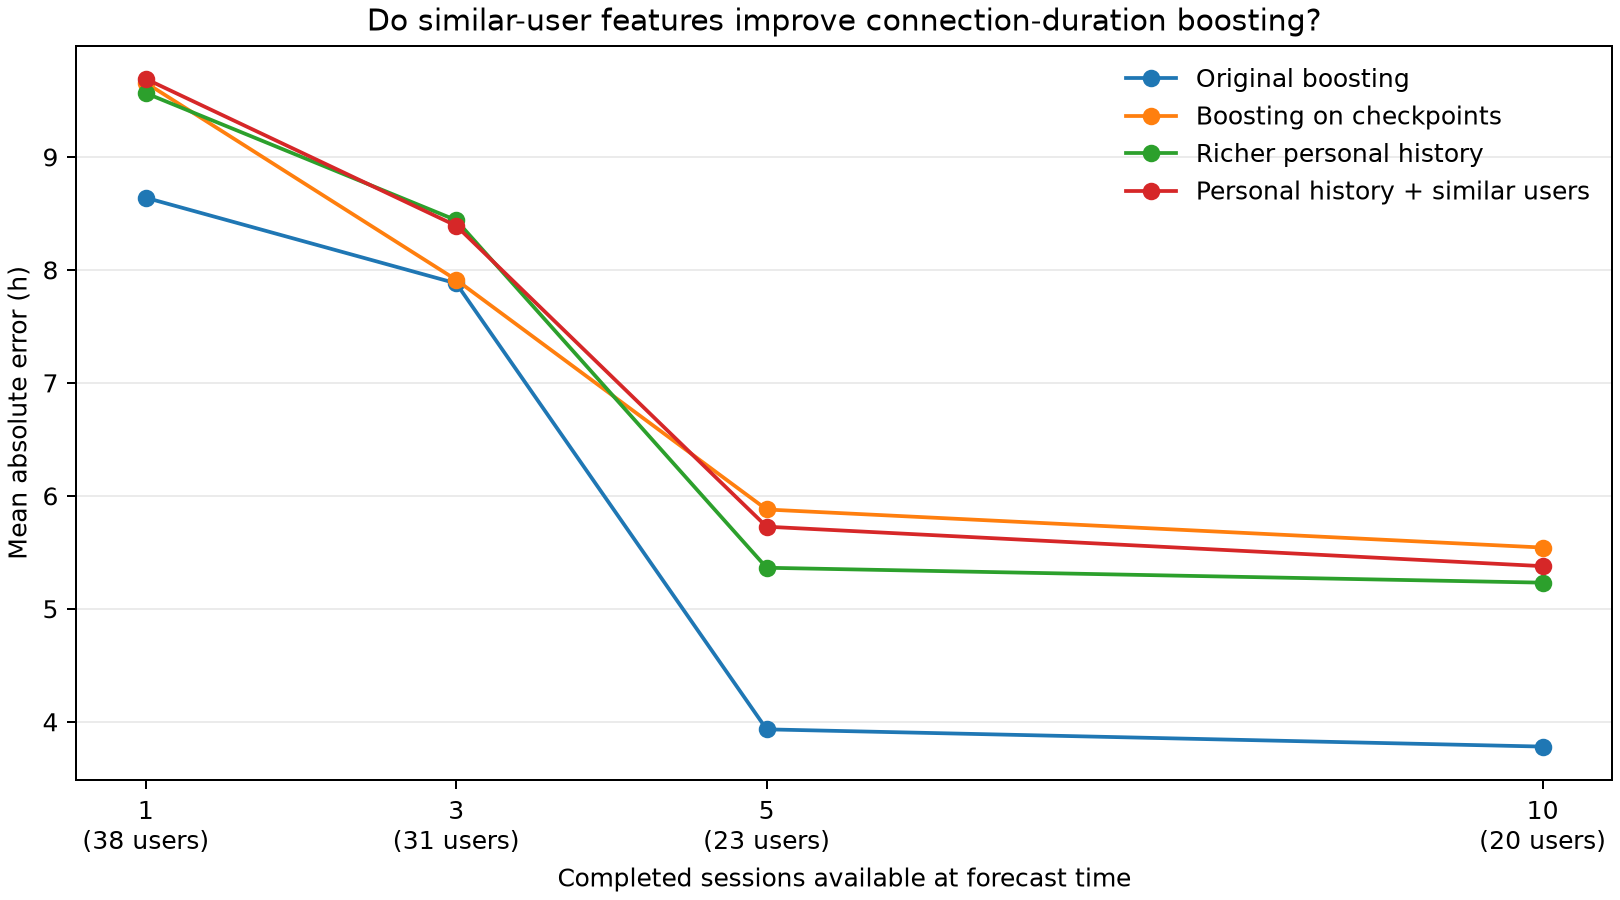 Do similar-user features improve connection-duration boosting?
Original boosting
Boosting on checkpoints
Richer personal history
Personal history + similar users
Mean absolute error (h)
9
8
7
6
5
4
1
(38 users)
3
(31 users)
5
(23 users)
10
(20 users)
Completed sessions available at forecast time